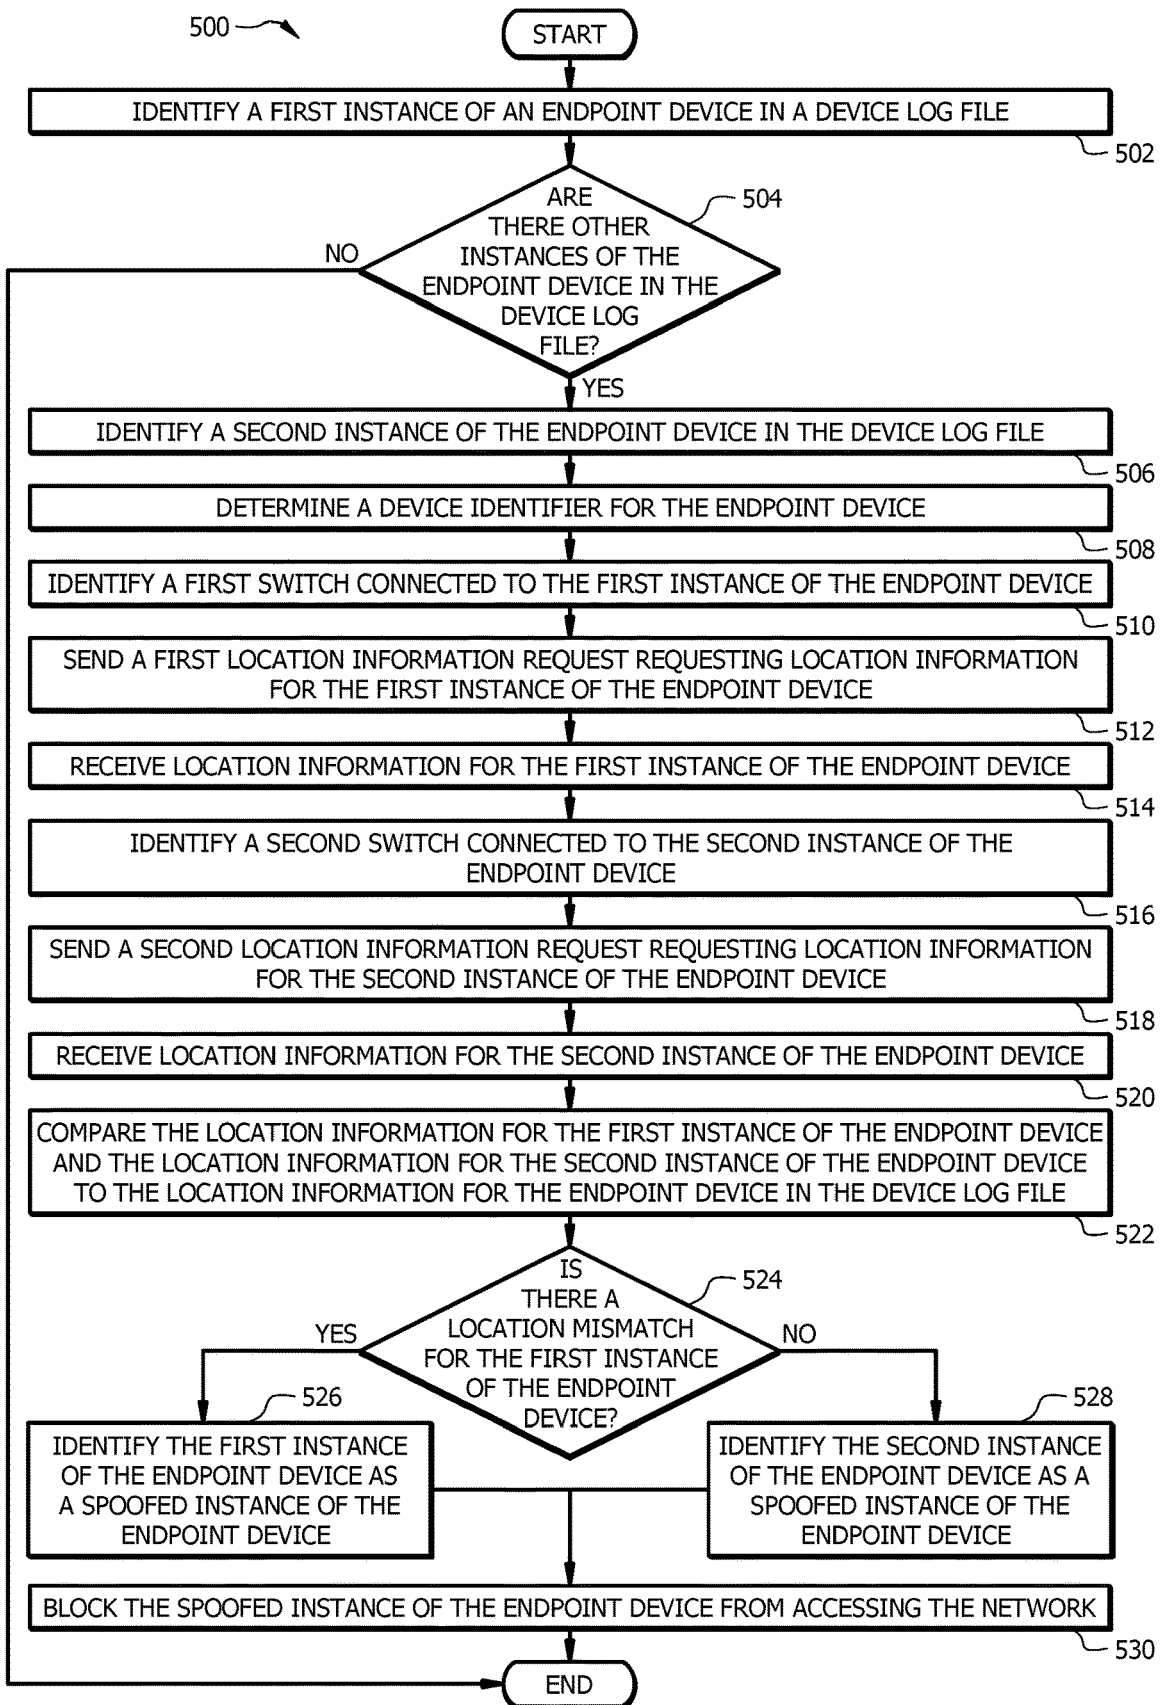 500
START
IDENTIFY A FIRST INSTANCE OF AN ENDPOINT DEVICE IN A DEVICE LOG FILE
502
ARE
THERE OTHER
INSTANCES OF THE
ENDPOINT DEVICE IN THE
DEVICE LOG
FILE?
504
NO
YES
IDENTIFY A SECOND INSTANCE OF THE ENDPOINT DEVICE IN THE DEVICE LOG FILE
506
DETERMINE A DEVICE IDENTIFIER FOR THE ENDPOINT DEVICE
508
IDENTIFY A FIRST SWITCH CONNECTED TO THE FIRST INSTANCE OF THE ENDPOINT DEVICE
510
SEND A FIRST LOCATION INFORMATION REQUEST REQUESTING LOCATION INFORMATION
FOR THE FIRST INSTANCE OF THE ENDPOINT DEVICE
512
RECEIVE LOCATION INFORMATION FOR THE FIRST INSTANCE OF THE ENDPOINT DEVICE
514
IDENTIFY A SECOND SWITCH CONNECTED TO THE SECOND INSTANCE OF THE
ENDPOINT DEVICE
516
SEND A SECOND LOCATION INFORMATION REQUEST REQUESTING LOCATION INFORMATION
FOR THE SECOND INSTANCE OF THE ENDPOINT DEVICE
518
RECEIVE LOCATION INFORMATION FOR THE SECOND INSTANCE OF THE ENDPOINT DEVICE
520
COMPARE THE LOCATION INFORMATION FOR THE FIRST INSTANCE OF THE ENDPOINT DEVICE
AND THE LOCATION INFORMATION FOR THE SECOND INSTANCE OF THE ENDPOINT DEVICE
TO THE LOCATION INFORMATION FOR THE ENDPOINT DEVICE IN THE DEVICE LOG FILE
522
IS
THERE A
LOCATION MISMATCH
FOR THE FIRST INSTANCE
OF THE ENDPOINT
DEVICE?
524
YES
NO
526
IDENTIFY THE FIRST INSTANCE
OF THE ENDPOINT DEVICE AS
A SPOOFED INSTANCE OF THE
ENDPOINT DEVICE
528
IDENTIFY THE SECOND INSTANCE
OF THE ENDPOINT DEVICE AS A
SPOOFED INSTANCE OF THE
ENDPOINT DEVICE
BLOCK THE SPOOFED INSTANCE OF THE ENDPOINT DEVICE FROM ACCESSING THE NETWORK
530
END